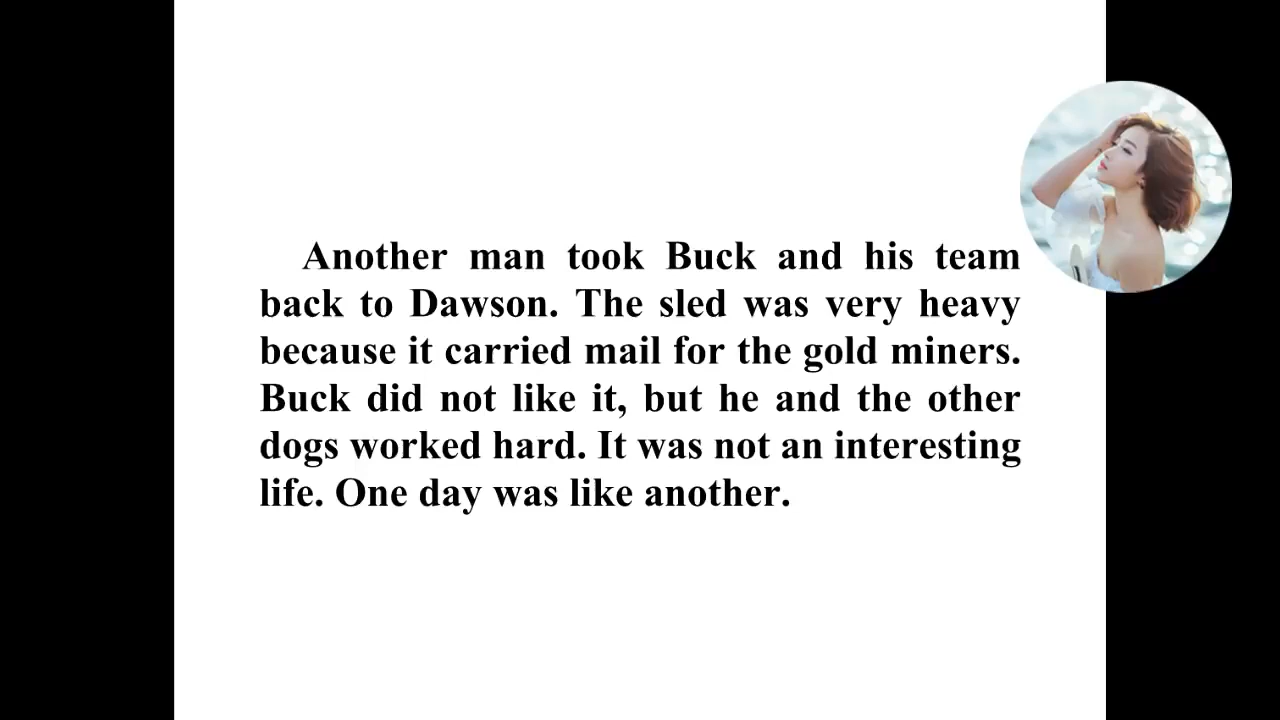 Another man took Buck and his team
back to Dawson. The sled was very heavy
because it carried mail for the gold miners.
Buck did not like it, but he and the other
dogs worked hard. It was not an interesting
life. One day was like another.